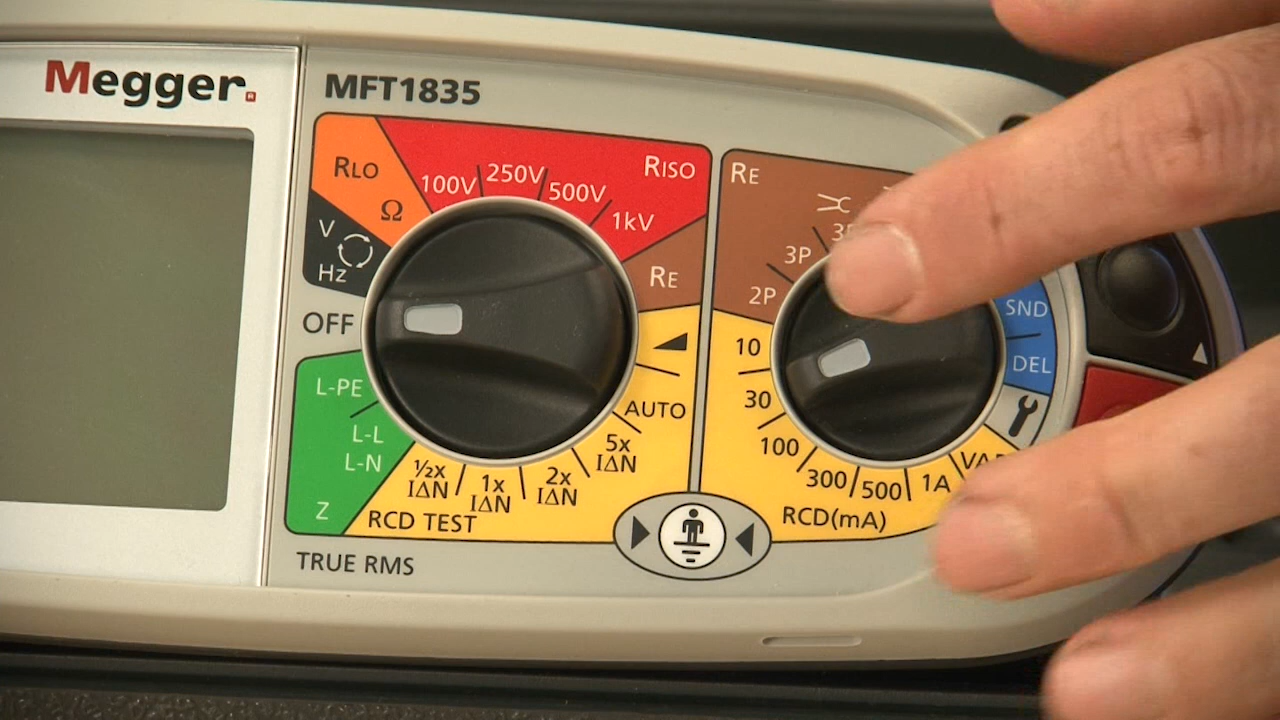 Megger.
MFT1835
RLO
Ω
100V
250V
500V
1kV
RISO
V
Hz
RE
OFF
L-PE
L-L
L-N
Z
½x
IΔN
1x
IΔN
2x
IΔN
5x
IΔN
AUTO
RCD TEST
TRUE RMS
RE
2P
3P
10
30
100
300
500
1A
RCD(mA)
SND
DEL